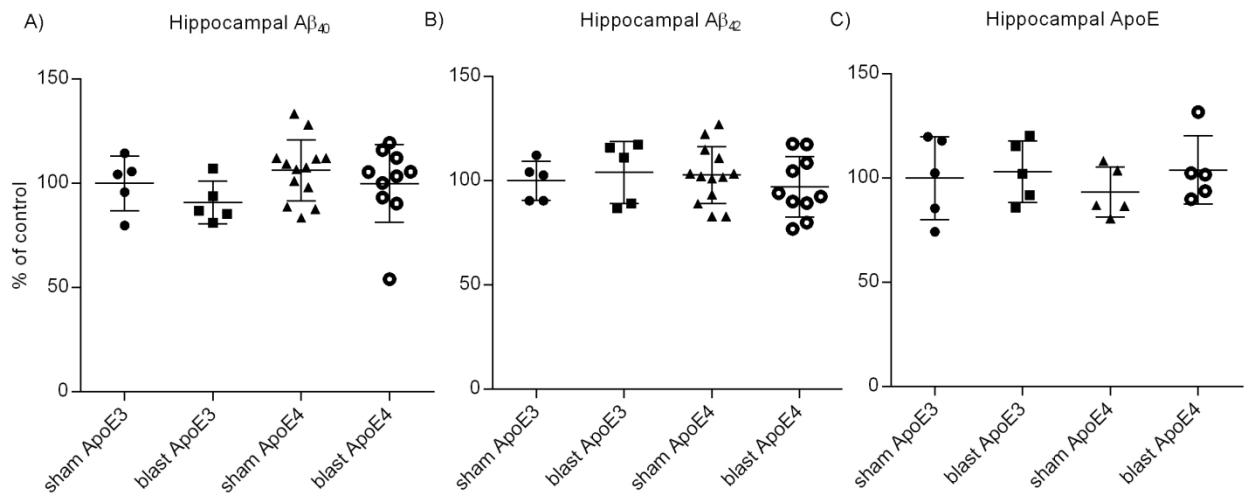 A) Hippocampal Aβ₄₀
B) Hippocampal Aβ₄₂
C) Hippocampal ApoE
% of control
150
100
50
0
sham ApoE3
blast ApoE3
sham ApoE4
blast ApoE4
150
100
50
0
sham ApoE3
blast ApoE3
sham ApoE4
blast ApoE4
150
100
50
0
sham ApoE3
blast ApoE3
sham ApoE4
blast ApoE4